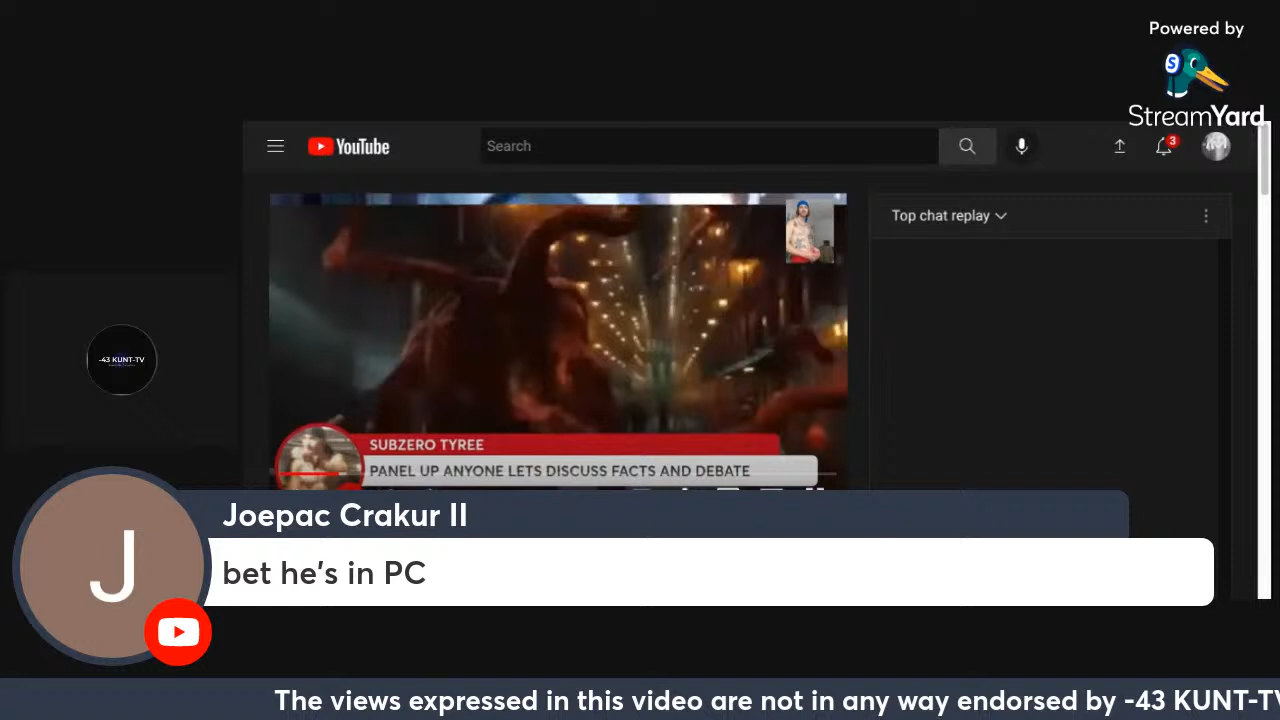 Powered by
StreamYard
YouTube
Search
3
Top chat replay
-43 KUNT-TV
SUBZERO TYREE
PANEL UP ANYONE LETS DISCUSS FACTS AND DEBATE
J
Joepac Crakur II
bet he's in PC
The views expressed in this video are not in any way endorsed by -43 KUNT-TV